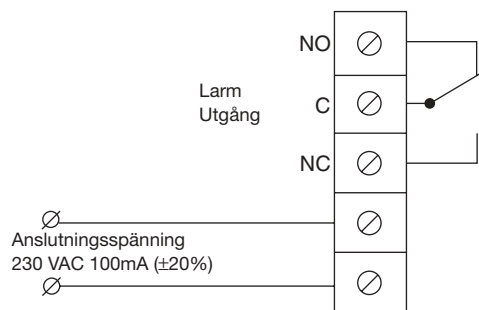 NO
Larm
Utgång
C
NC
Anslutningsspänning
230 VAC 100mA (±20%)